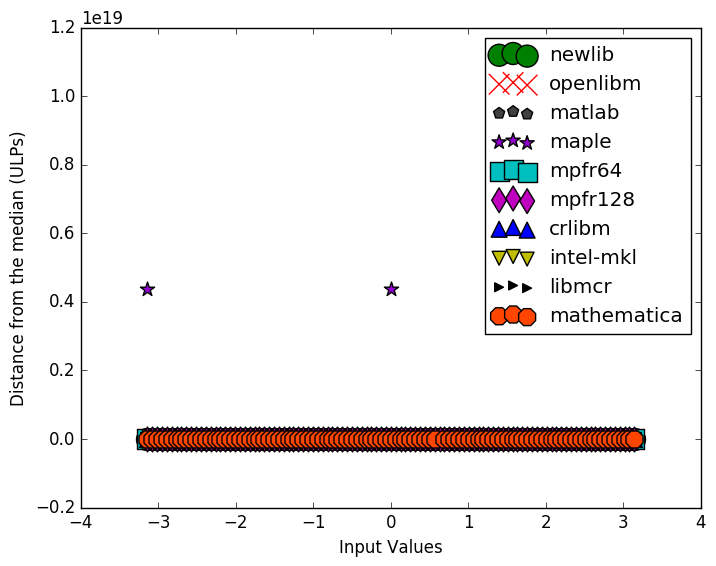 1e19
1.2
1.0
0.8
0.6
0.4
0.2
0.0
−0.2
−4 −3 −2 −1 0 1 2 3 4
Input Values
Distance from the median (ULPs)
newlib
openlibm
matlab
maple
mpfr64
mpfr128
crlibm
intel-mkl
libmcr
mathematica